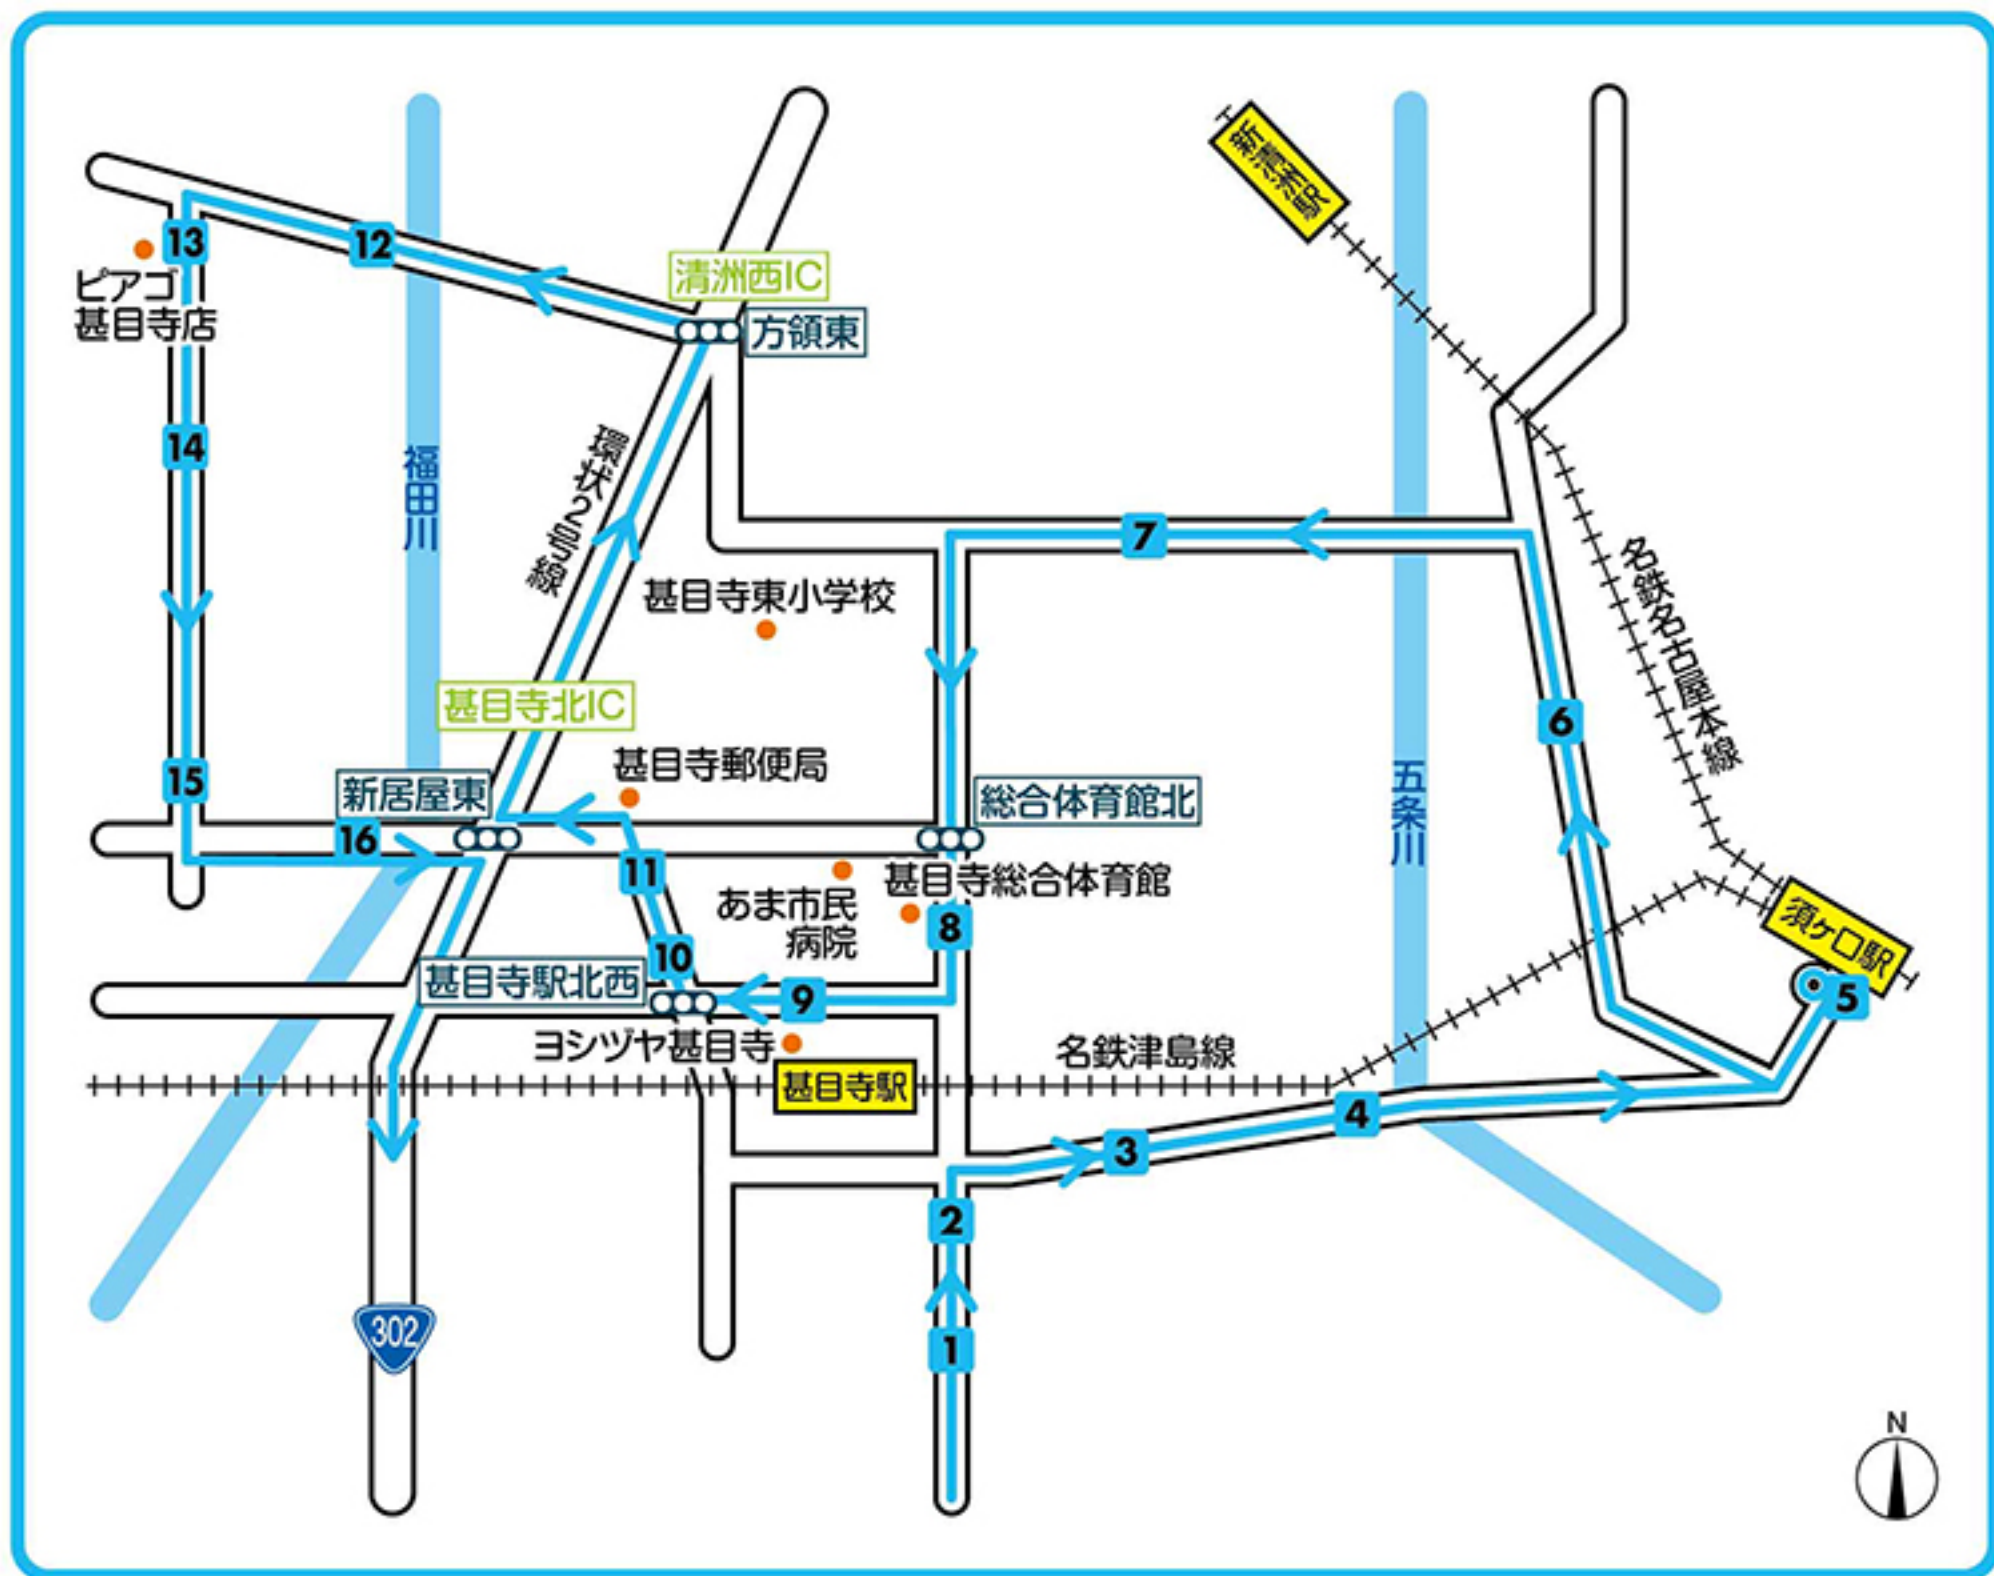 新清洲駅
12
13
ピアゴ
甚目寺店
清洲西IC
方領東
14
福田川
環状2号線
7
名鉄名古屋本線
甚目寺東小学校
甚目寺北IC
6
甚目寺郵便局
15
新居屋東
16
総合体育館北
五条川
11
あま市民
病院
甚目寺総合体育館
8
須ケ口駅
5
10
甚目寺駅北西
9
ヨシヅヤ甚目寺
名鉄津島線
甚目寺駅
4
3
2
302
1
N